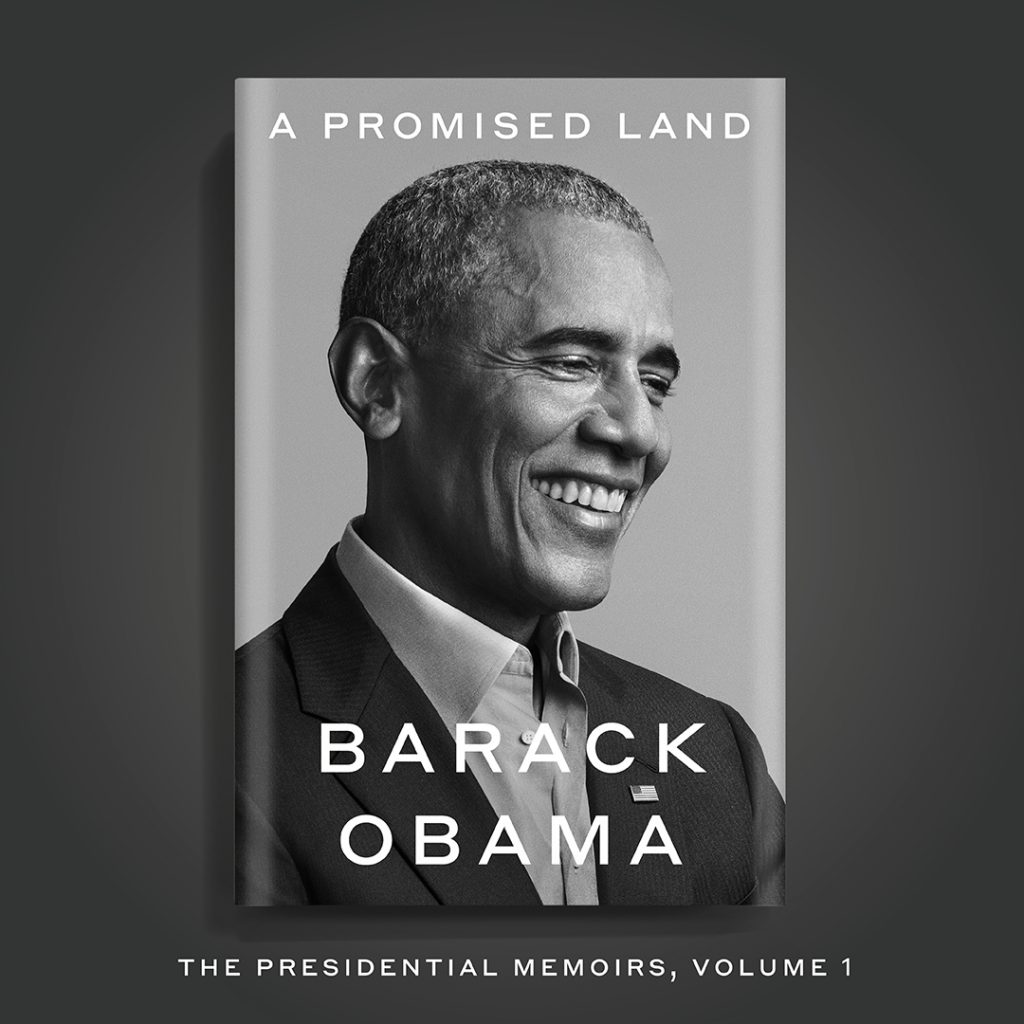 A PROMISED LAND
BARACK
OBAMA
THE PRESIDENTIAL MEMOIRS, VOLUME 1